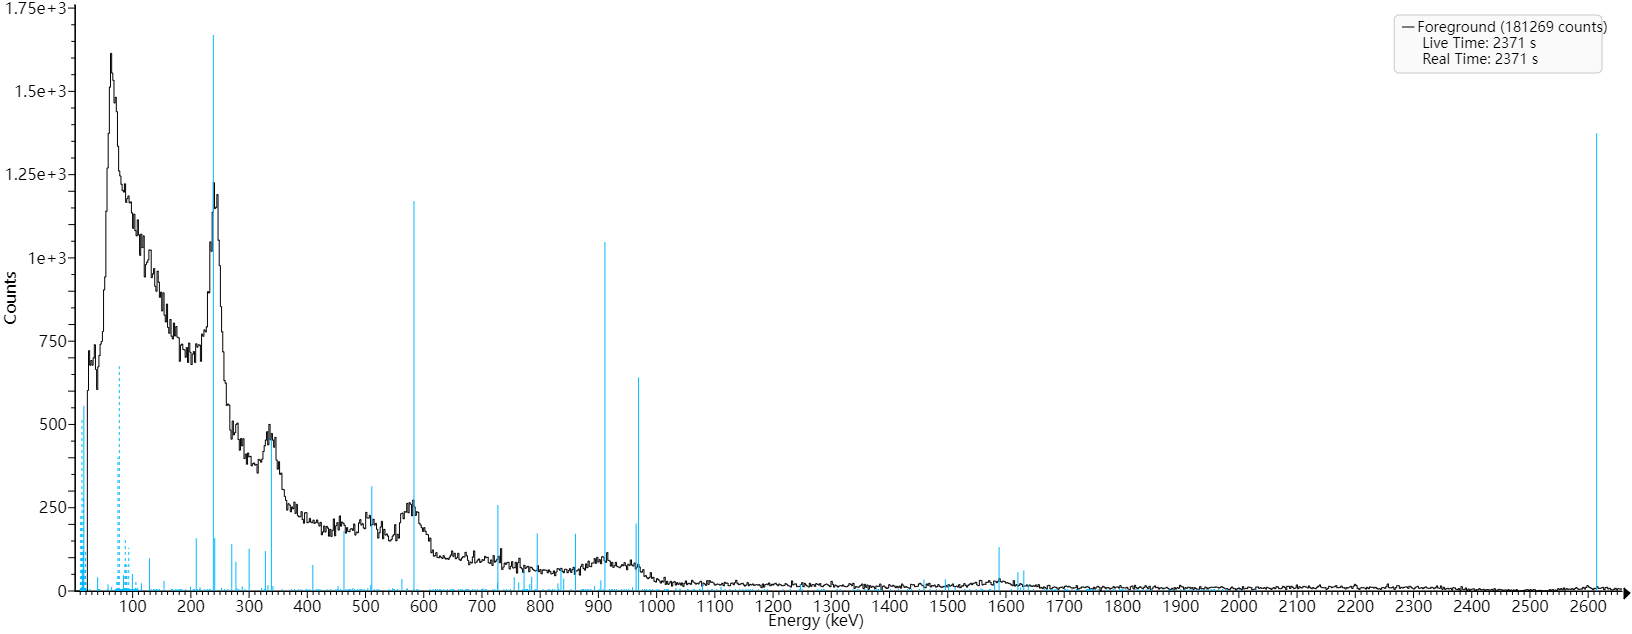 1.75e+3
1.5e+3
1.25e+3
1e+3
750
500
250
0
Counts
Foreground (181269 counts)
Live Time: 2371 s
Real Time: 2371 s
100 200 300 400 500 600 700 800 900 1000 1100 1200 1300 1400 1500 1600 1700 1800 1900 2000 2100 2200 2300 2400 2500 2600
Energy (keV)